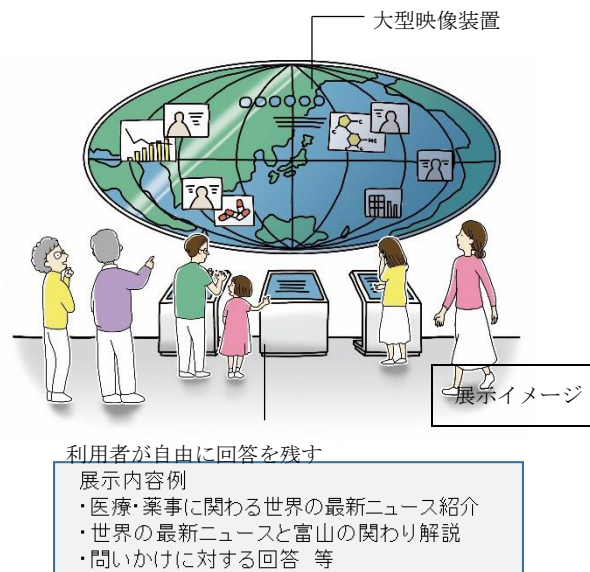 大型映像装置
展示イメージ
利用者が自由に回答を残す
展示内容例
・医療・薬事に関わる世界の最新ニュース紹介
・世界の最新ニュースと富山の関わり解説
・問いかけに対する回答 等